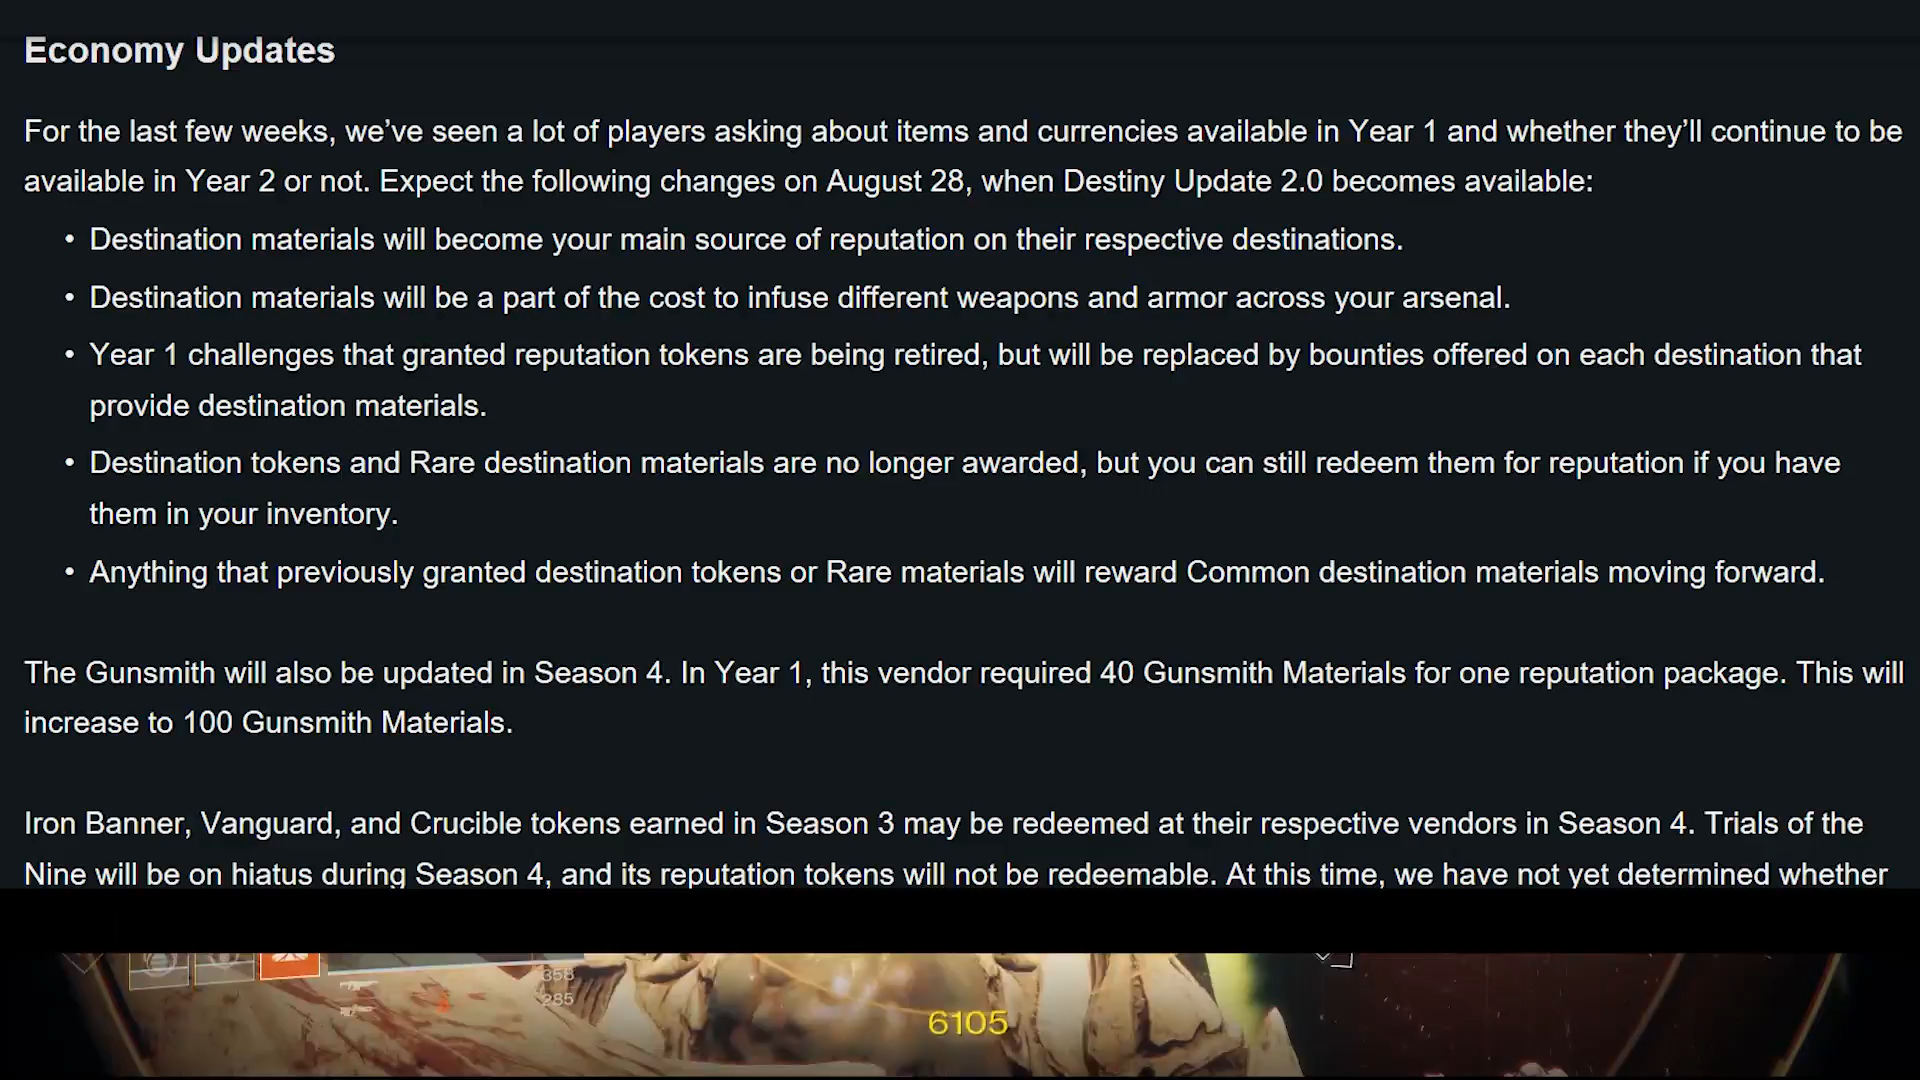 Economy Updates
For the last few weeks, we’ve seen a lot of players asking about items and currencies available in Year 1 and whether they’ll continue to be
available in Year 2 or not. Expect the following changes on August 28, when Destiny Update 2.0 becomes available:
• Destination materials will become your main source of reputation on their respective destinations.
• Destination materials will be a part of the cost to infuse different weapons and armor across your arsenal.
• Year 1 challenges that granted reputation tokens are being retired, but will be replaced by bounties offered on each destination that
provide destination materials.
• Destination tokens and Rare destination materials are no longer awarded, but you can still redeem them for reputation if you have
them in your inventory.
• Anything that previously granted destination tokens or Rare materials will reward Common destination materials moving forward.
The Gunsmith will also be updated in Season 4. In Year 1, this vendor required 40 Gunsmith Materials for one reputation package. This will
increase to 100 Gunsmith Materials.
Iron Banner, Vanguard, and Crucible tokens earned in Season 3 may be redeemed at their respective vendors in Season 4. Trials of the
Nine will be on hiatus during Season 4, and its reputation tokens will not be redeemable. At this time, we have not yet determined whether
358
285
6105